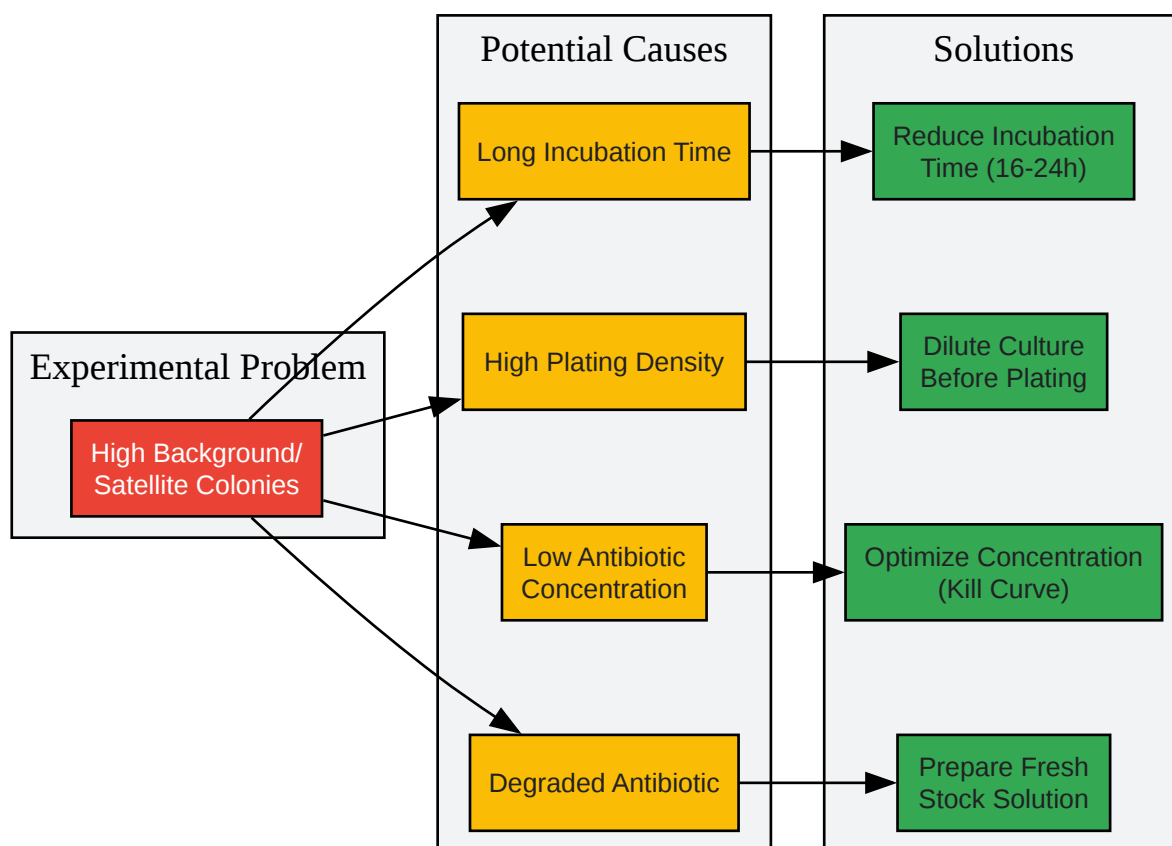 Potential Causes
Solutions
Long Incubation Time
Reduce Incubation
Time (16-24h)
Experimental Problem
High Plating Density
Dilute Culture
Before Plating
High Background/
Satellite Colonies
Low Antibiotic
Concentration
Optimize Concentration
(Kill Curve)
Degraded Antibiotic
Prepare Fresh
Stock Solution